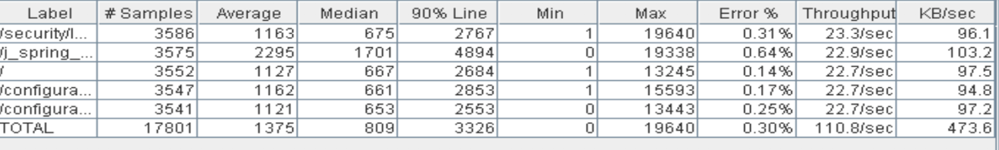 Label # Samples Average Median 90% Line Min Max Error % Throughput KB/sec
/security/l... 3586 1163 675 2767 1 19640 0.31% 23.3/sec 96.1
/j_spring_... 3575 2295 1701 4894 0 19338 0.64% 22.9/sec 103.2
/ 3552 1127 667 2684 1 13245 0.14% 22.7/sec 97.5
/configura... 3547 1162 661 2853 1 15593 0.17% 22.7/sec 94.8
/configura... 3541 1121 653 2553 0 13443 0.25% 22.7/sec 97.2
TOTAL 17801 1375 809 3326 0 19640 0.30% 110.8/sec 473.6